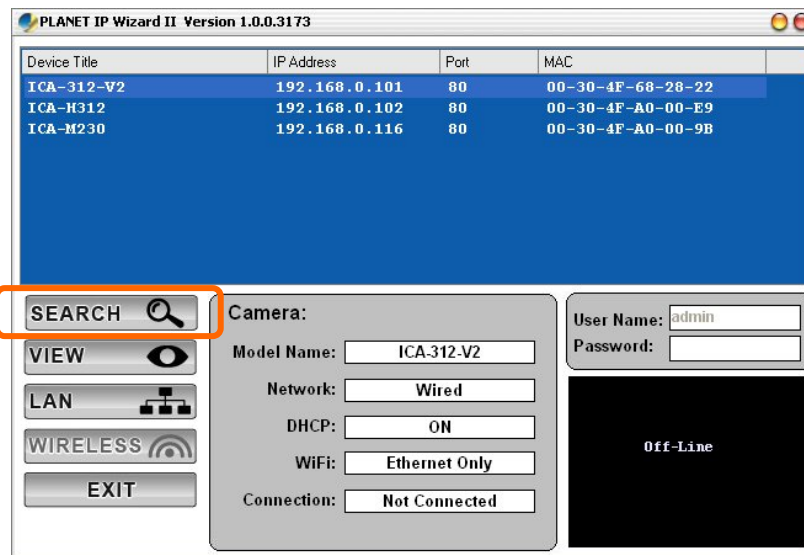 PLANET IP Wizard II Version 1.0.0.3173
Device Title IP Address Port MAC
ICA-312-V2 192.168.0.101 80 00-30-4F-68-28-22
ICA-H312 192.168.0.102 80 00-30-4F-A0-00-E9
ICA-M230 192.168.0.116 80 00-30-4F-A0-00-9B
SEARCH
VIEW
LAN
WIRELESS
EXIT
Camera:
Model Name: ICA-312-V2
Network: Wired
DHCP: ON
WiFi: Ethernet Only
Connection: Not Connected
User Name: admin
Password:
Off-Line